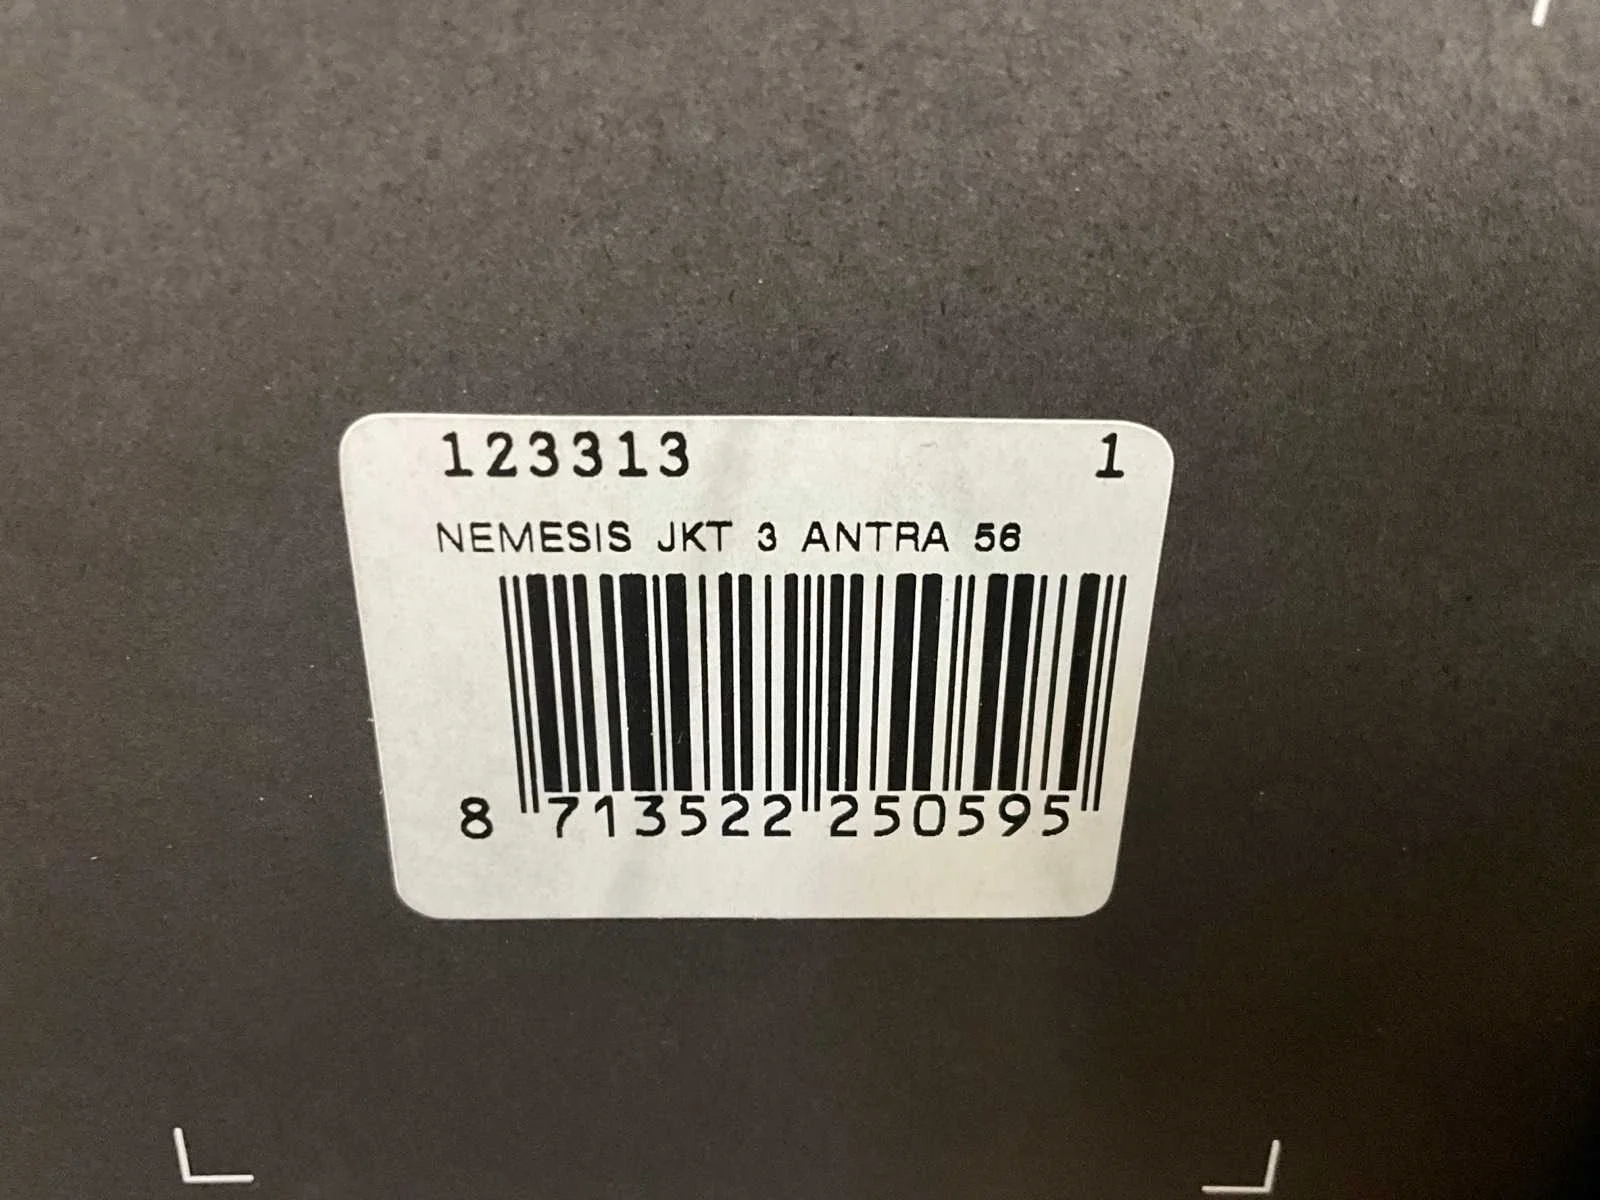 123313 1
NEMESIS JKT 3 ANTRA 56
8 713522 250595